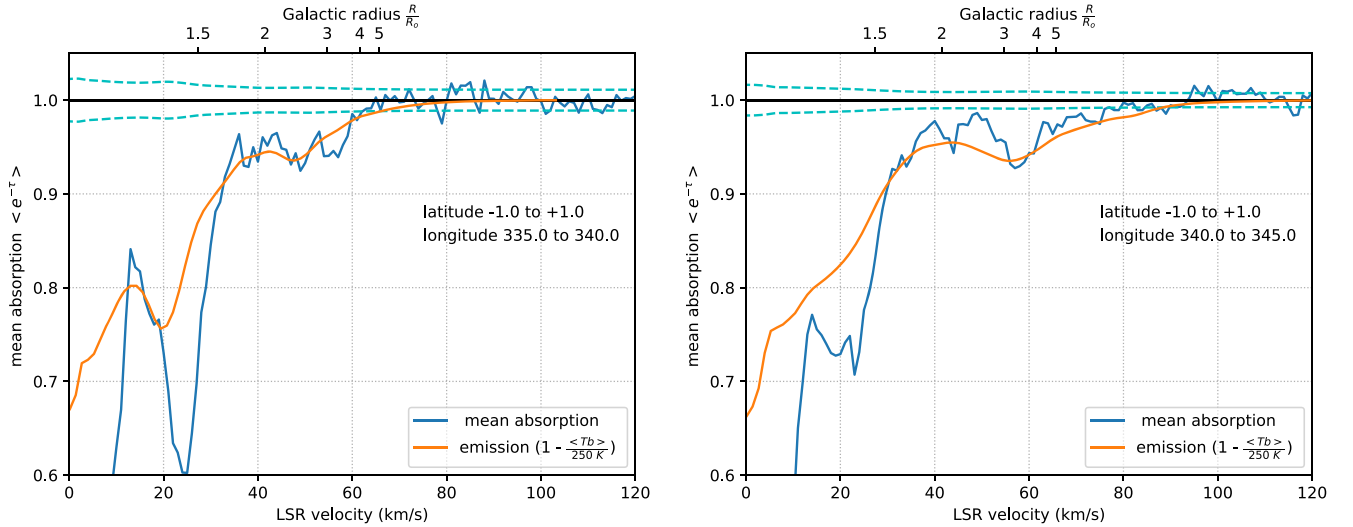 Galactic radius R/R_o
1.5 2 3 4 5
1.0
0.9
0.8
0.7
0.6
mean absorption < e^{-τ} >
latitude -1.0 to +1.0
longitude 335.0 to 340.0
mean absorption
emission (1 - <Tb>/250 K)
0 20 40 60 80 100 120
LSR velocity (km/s)
Galactic radius R/R_o
1.5 2 3 4 5
1.0
0.9
0.8
0.7
0.6
mean absorption < e^{-τ} >
latitude -1.0 to +1.0
longitude 340.0 to 345.0
mean absorption
emission (1 - <Tb>/250 K)
0 20 40 60 80 100 120
LSR velocity (km/s)